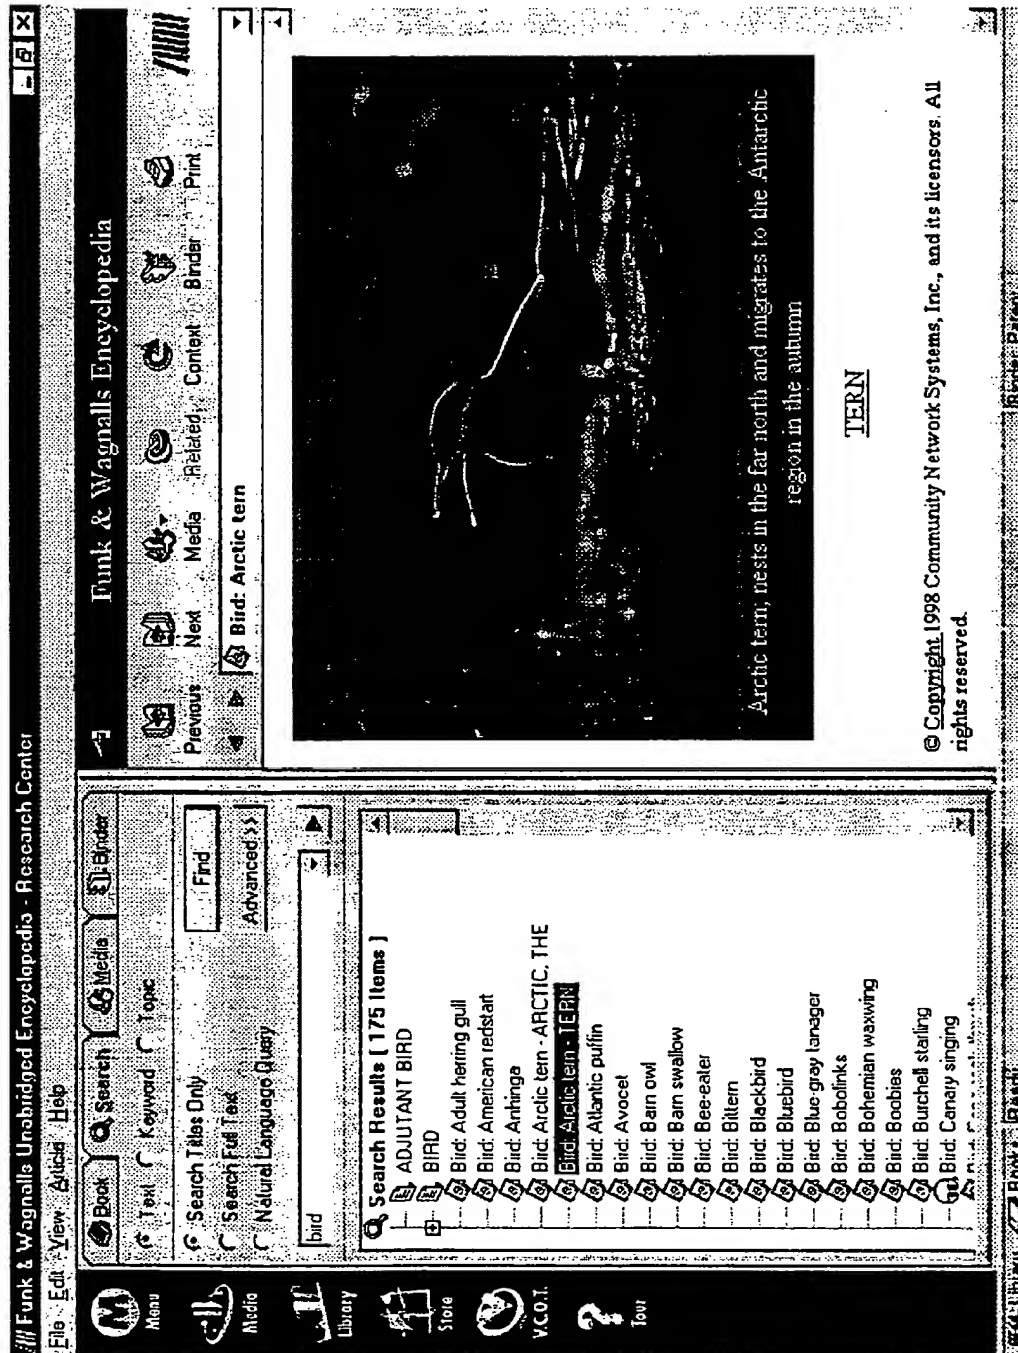 Funk & Wagnalls Unabridged Encyclopedia - Research Center
File Edit View Audio Help
Menu
Media
Library
Store
V.C.O.T.
Tour
Book Search Media Binder
Text Keyword Topic
Search Titles Only
Search Full Text
Natural Language Query
Find
Advanced>>
bird
Search Results [ 175 Items ]
ADJUTANT BIRD
BIRD
Bird: Adult herring gull
Bird: American redstart
Bird: Anhinga
Bird: Arctic tern - ARCTIC, THE
Bird: Arctic tern - TERN
Bird: Atlantic puffin
Bird: Avocet
Bird: Barn owl
Bird: Barn swallow
Bird: Bee-eater
Bird: Bittern
Bird: Blackbird
Bird: Bluebird
Bird: Blue-gray tanager
Bird: Bobolinks
Bird: Bohemian waxwing
Bird: Boobies
Bird: Burchell starling
Bird: Canary singing
Funk & Wagnalls Encyclopedia
Previous Next Media Related Context Binder Print
Bird: Arctic tern
Arctic tern; nests in the far north and migrates to the Antarctic
region in the autumn
TERN
© Copyright 1998 Community Network Systems, Inc., and its licensors. All
rights reserved.
Books Ready